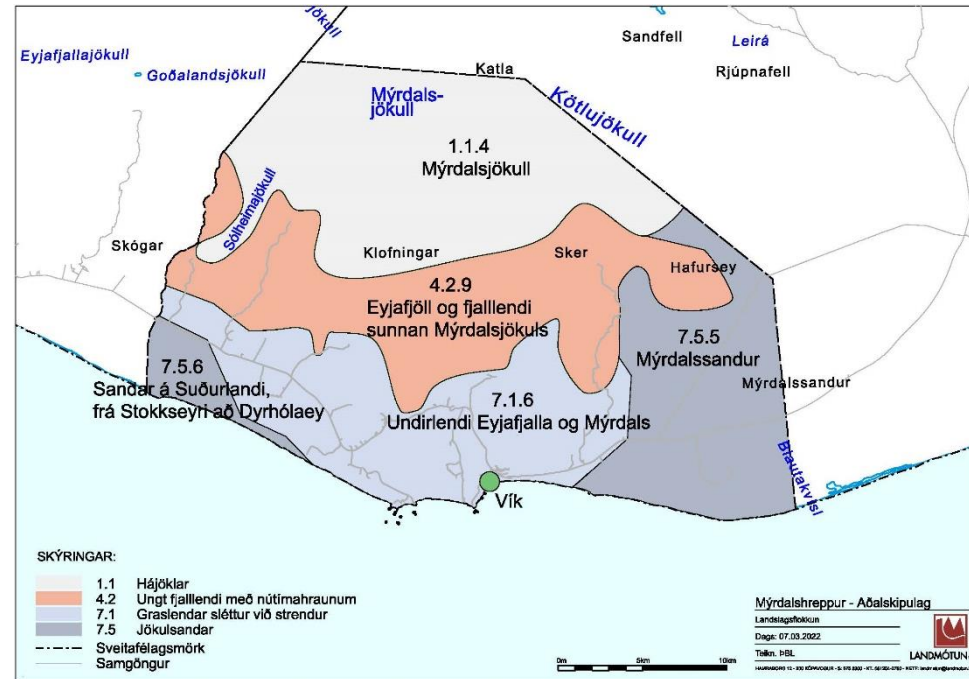 jökull
Eyjafjallajökull
Goðalandsjökull
Sandfell
Leirá
Rjúpnafell
Katla
Mýrdals-
jökull
Kötlujökull
1.1.4
Mýrdalsjökull
Sólheimajökull
Skógar
Klofningar
Sker
Hafursey
4.2.9
Eyjafjöll og fjalllendi
sunnan Mýrdalsjökuls
7.5.5
Mýrdalssandur
Mýrdalssandur
7.5.6
Sandar á Suðurlandi,
frá Stokkseyri að Dyrhólaey
7.1.6
Undirlendi Eyjafjalla og Mýrdals
Blautakvísl
Vík
SKÝRINGAR:
1.1 Hájöklar
4.2 Ungt fjalllendi með nútímahraunum
7.1 Graslendar sléttur við strendur
7.5 Jökulsandar
Sveitafélagsmörk
Samgöngur
0m 5km 10km
Mýrdalshreppur - Aðalskipulag
Landslagsflokkun
Dags: 07.03.2022
Teikn. ÞBL
LANDMÓTUN